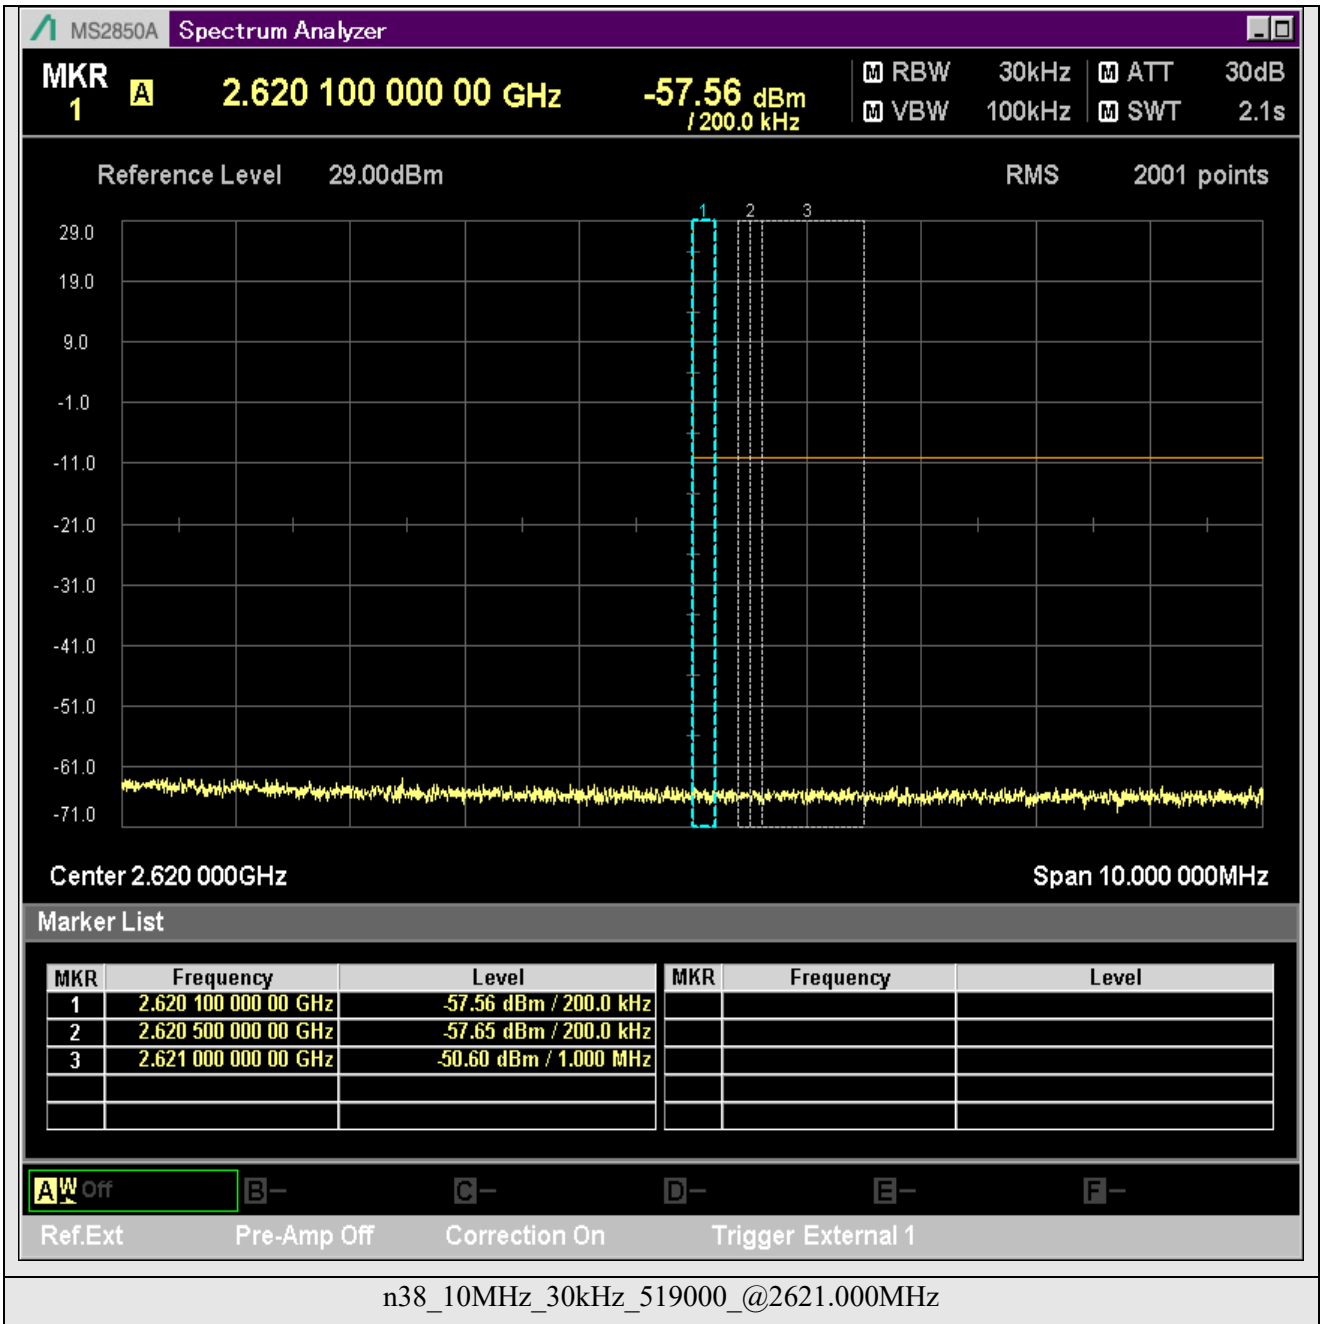 MS2850A Spectrum Analyzer
MKR 1 A 2.620 100 000 00 GHz -57.56 dBm / 200.0 kHz
M RBW 30kHz M ATT 30dB
M VBW 100kHz M SWT 2.1s
Reference Level 29.00dBm RMS 2001 points
1 2 3
29.0
19.0
9.0
-1.0
-11.0
-21.0
-31.0
-41.0
-51.0
-61.0
-71.0
Center 2.620 000GHz Span 10.000 000MHz
Marker List
MKR Frequency Level MKR Frequency Level
1 2.620 100 000 00 GHz -57.56 dBm / 200.0 kHz
2 2.620 500 000 00 GHz -57.65 dBm / 200.0 kHz
3 2.621 000 000 00 GHz -50.60 dBm / 1.000 MHz
A W Off B - C - D - E - F -
Ref.Ext Pre-Amp Off Correction On Trigger External 1
n38_10MHz_30kHz_519000_@2621.000MHz